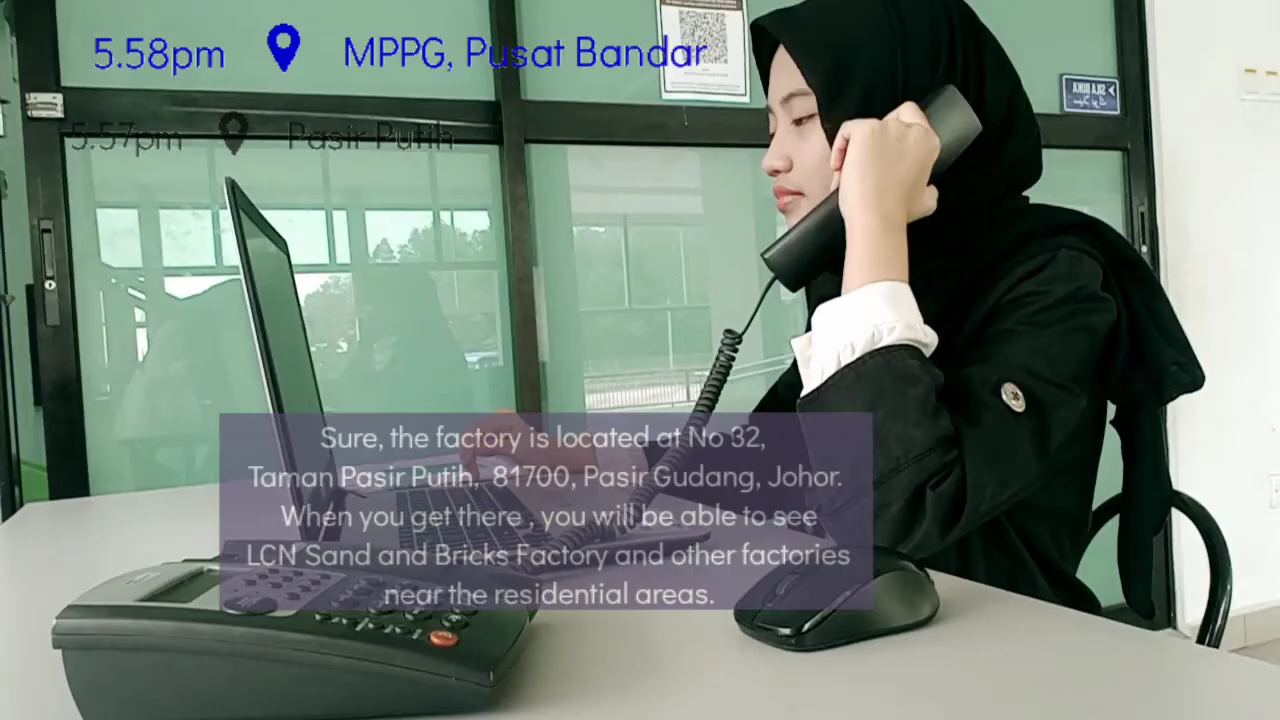 5.58pm MPPG, Pusat Bandar
5.57pm Pasir Putih
Sure, the factory is located at No 32,
Taman Pasir Putih, 81700, Pasir Gudang, Johor.
When you get there , you will be able to see
LCN Sand and Bricks Factory and other factories
near the residential areas.